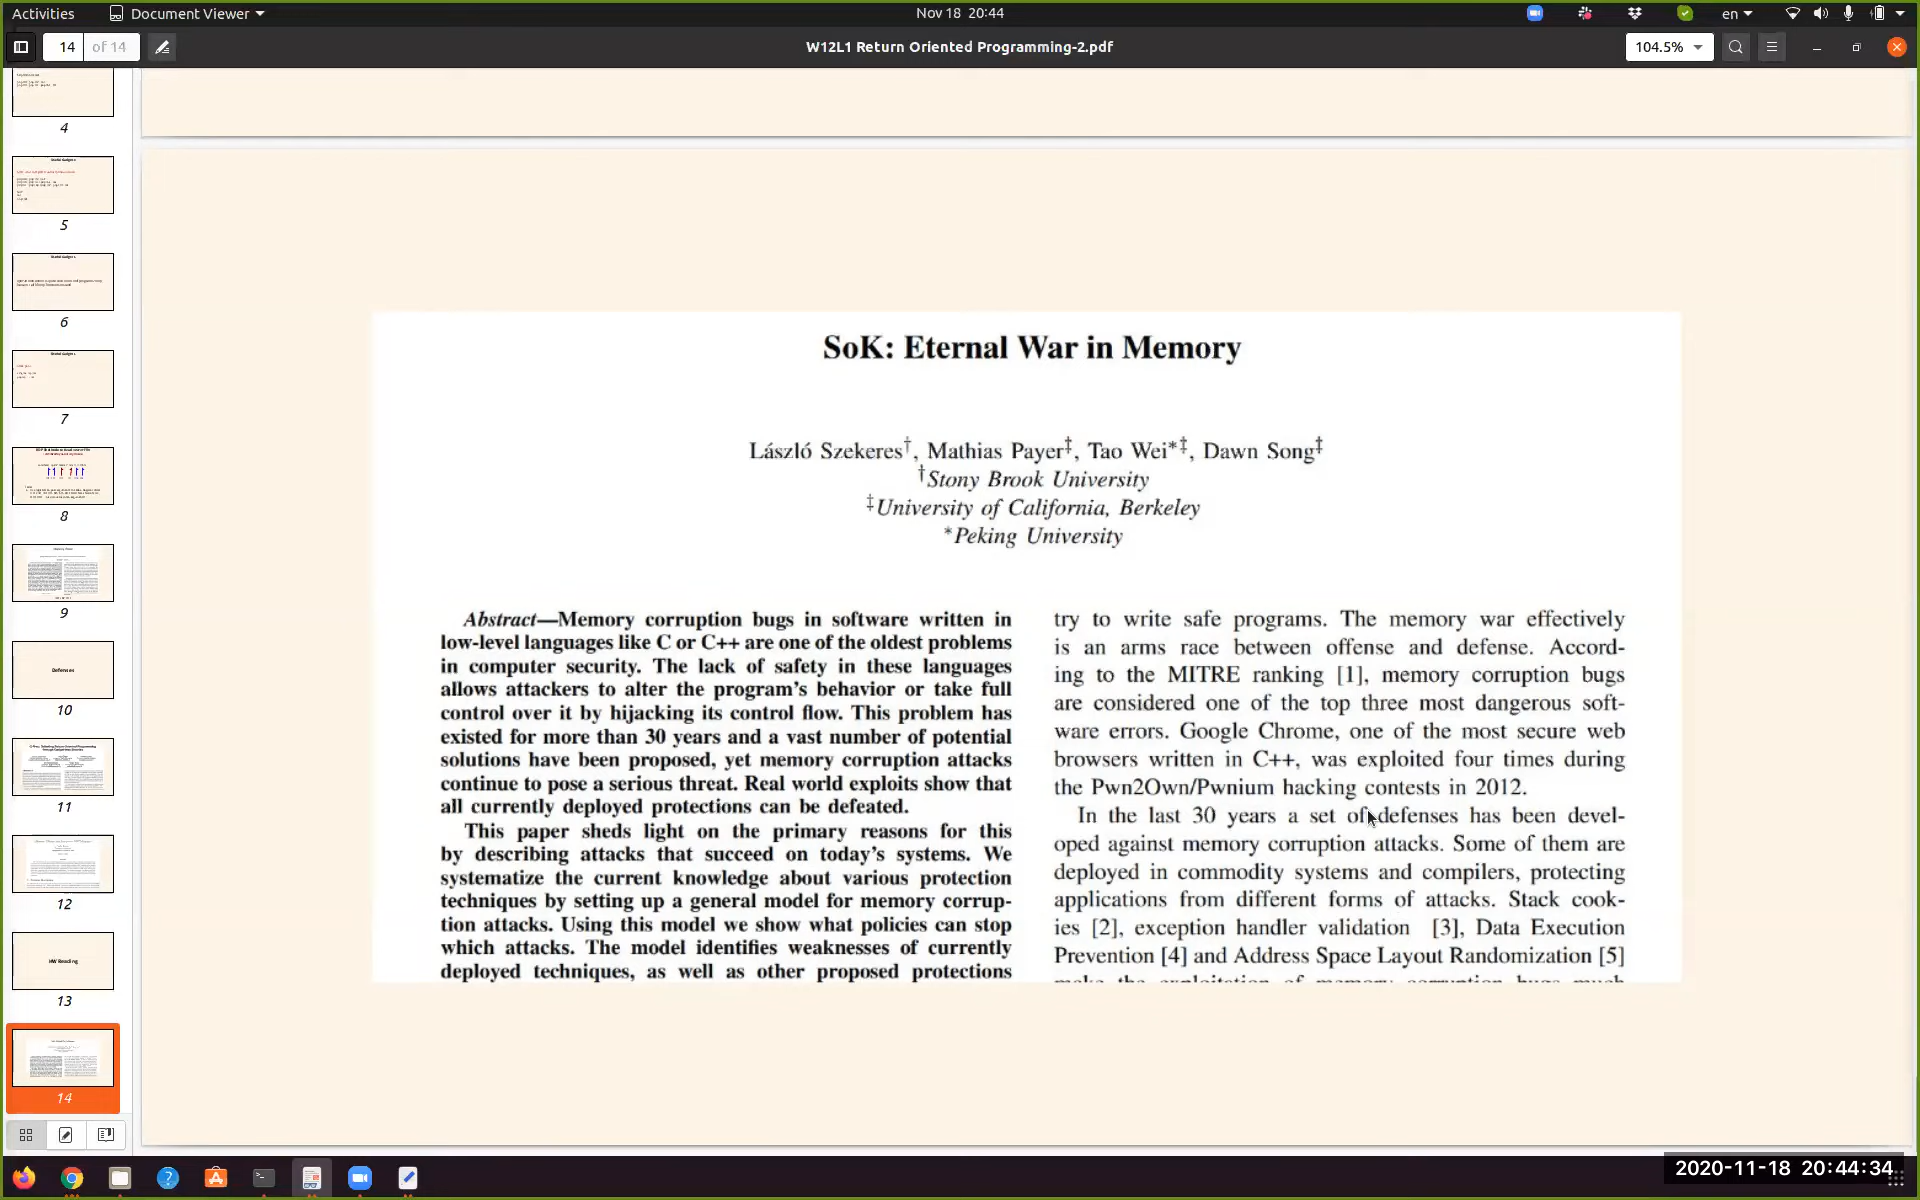 Activities
Document Viewer
Nov 18 20:44
en
14 of 14
W12L1 Return Oriented Programming-2.pdf
104.5%
4
Useful Gadgets
5
Useful Gadgets
6
Useful Gadgets
7
8
9
Defenses
10
11
12
HW Reading
13
14
SoK: Eternal War in Memory
László Szekeres†, Mathias Payer‡, Tao Wei*‡, Dawn Song‡
†Stony Brook University
‡University of California, Berkeley
*Peking University
Abstract—Memory corruption bugs in software written in
low-level languages like C or C++ are one of the oldest problems
in computer security. The lack of safety in these languages
allows attackers to alter the program's behavior or take full
control over it by hijacking its control flow. This problem has
existed for more than 30 years and a vast number of potential
solutions have been proposed, yet memory corruption attacks
continue to pose a serious threat. Real world exploits show that
all currently deployed protections can be defeated.
This paper sheds light on the primary reasons for this
by describing attacks that succeed on today's systems. We
systematize the current knowledge about various protection
techniques by setting up a general model for memory corrup-
tion attacks. Using this model we show what policies can stop
which attacks. The model identifies weaknesses of currently
deployed techniques, as well as other proposed protections
try to write safe programs. The memory war effectively
is an arms race between offense and defense. Accord-
ing to the MITRE ranking [1], memory corruption bugs
are considered one of the top three most dangerous soft-
ware errors. Google Chrome, one of the most secure web
browsers written in C++, was exploited four times during
the Pwn2Own/Pwnium hacking contests in 2012.
In the last 30 years a set of defenses has been devel-
oped against memory corruption attacks. Some of them are
deployed in commodity systems and compilers, protecting
applications from different forms of attacks. Stack cook-
ies [2], exception handler validation [3], Data Execution
Prevention [4] and Address Space Layout Randomization [5]
make the exploitation of memory corruption bugs much
2020-11-18 20:44:34